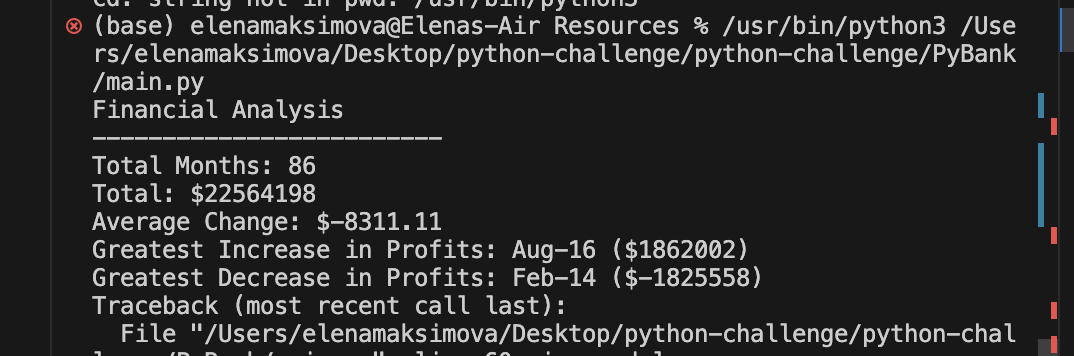 cd: string not in pwd: /usr/bin/python3
(base) elenamaksimova@Elenas-Air Resources % /usr/bin/python3 /Use
rs/elenamaksimova/Desktop/python-challenge/python-challenge/PyBank
/main.py
Financial Analysis
-------------------------
Total Months: 86
Total: $22564198
Average Change: $-8311.11
Greatest Increase in Profits: Aug-16 ($1862002)
Greatest Decrease in Profits: Feb-14 ($-1825558)
Traceback (most recent call last):
  File "/Users/elenamaksimova/Desktop/python-challenge/python-chal